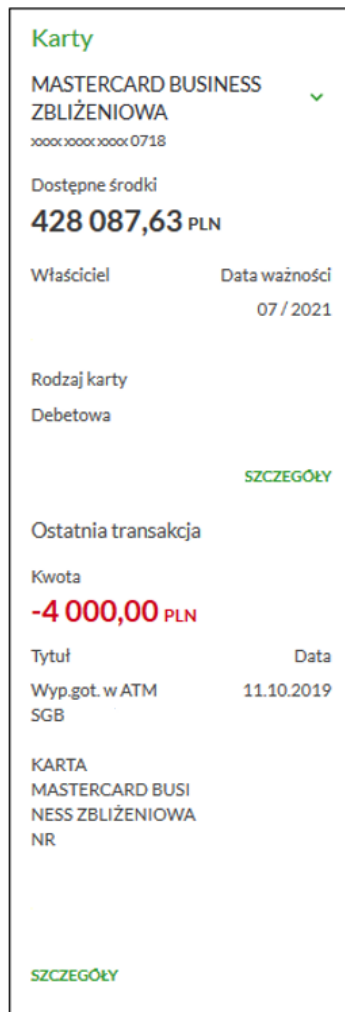 Karty
MASTERCARD BUSINESS
ZBLIŻENIOWA
xxxx xxxx xxxx 0718
Dostępne środki
428 087,63 PLN
Właściciel Data ważności
07 / 2021
Rodzaj karty
Debetowa
SZCZEGÓŁY
Ostatnia transakcja
Kwota
-4 000,00 PLN
Tytuł Data
Wyp.got. w ATM 11.10.2019
SGB
KARTA
MASTERCARD BUSI
NESS ZBLIŻENIOWA
NR
SZCZEGÓŁY